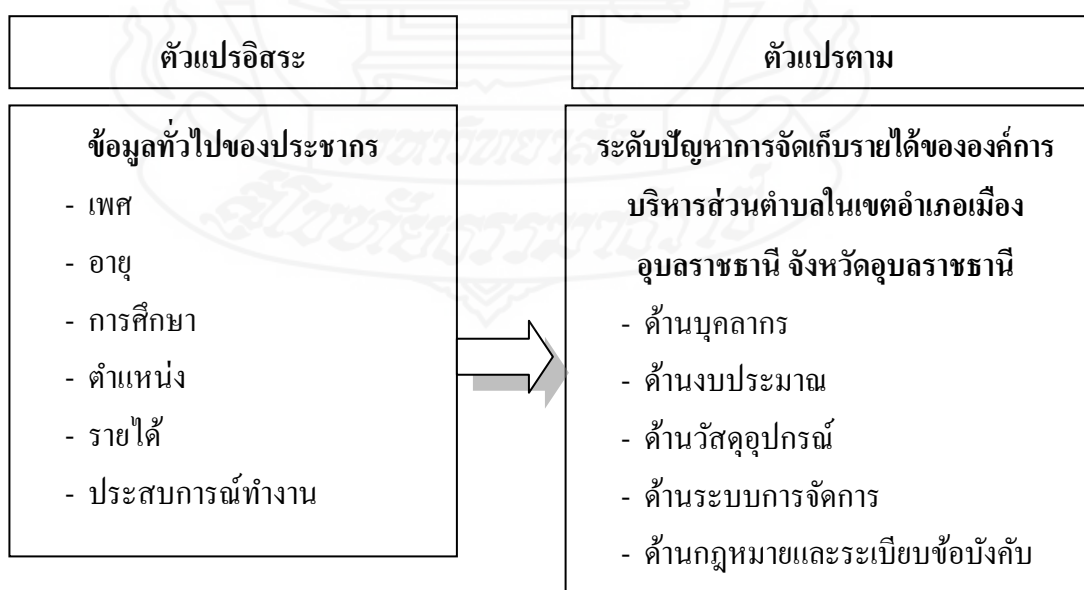 ตัวแปรอิสระ
ตัวแปรตาม
ข้อมูลทั่วไปของประชากร
- เพศ
- อายุ
- การศึกษา
- ตำแหน่ง
- รายได้
- ประสบการณ์ทำงาน
ระดับปัญหาการจัดเก็บรายได้ขององค์การ
บริหารส่วนตำบลในเขตอำเภอเมือง
อุบลราชธานี จังหวัดอุบลราชธานี
- ด้านบุคลากร
- ด้านงบประมาณ
- ด้านวัสดุอุปกรณ์
- ด้านระบบการจัดการ
- ด้านกฎหมายและระเบียบข้อบังคับ